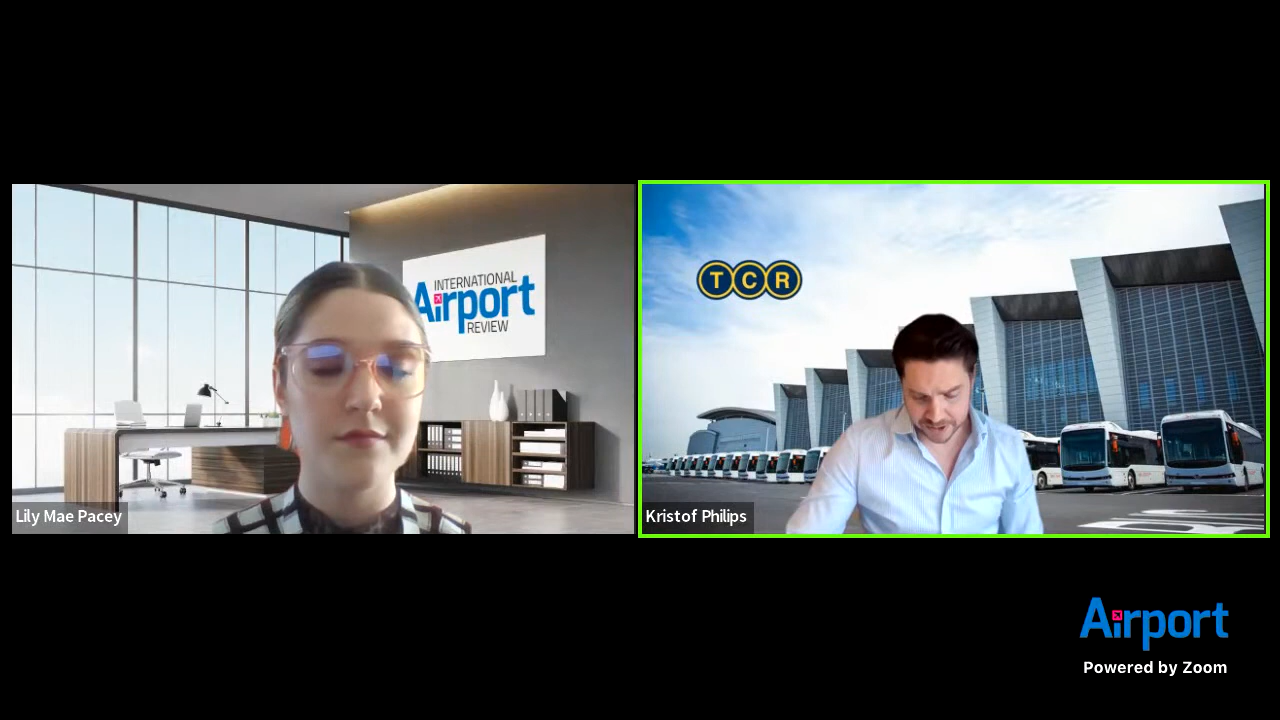 INTERNATIONAL
Airport
REVIEW
Lily Mae Pacey
TCR
Kristof Philips
Airport
Powered by Zoom